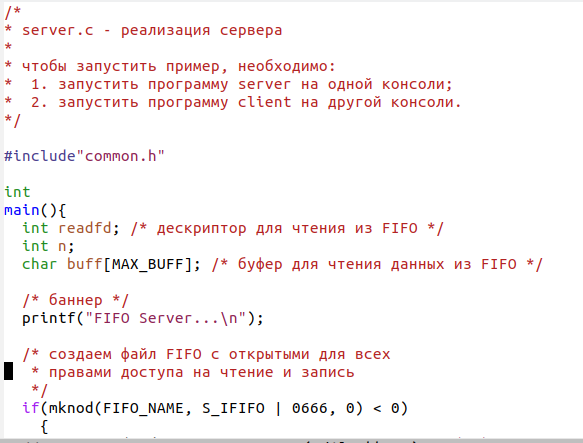 /*
* server.c - реализация сервера
*
* чтобы запустить пример, необходимо:
*  1. запустить программу server на одной консоли;
*  2. запустить программу client на другой консоли.
*/
#include"common.h"
int
main(){
int readfd; /* дескриптор для чтения из FIFO */
int n;
char buff[MAX_BUFF]; /* буфер для чтения данных из FIFO */
/* баннер */
printf("FIFO Server...\n");
/* создаем файл FIFO с открытыми для всех
* правами доступа на чтение и запись
*/
if(mknod(FIFO_NAME, S_IFIFO | 0666, 0) < 0)
{